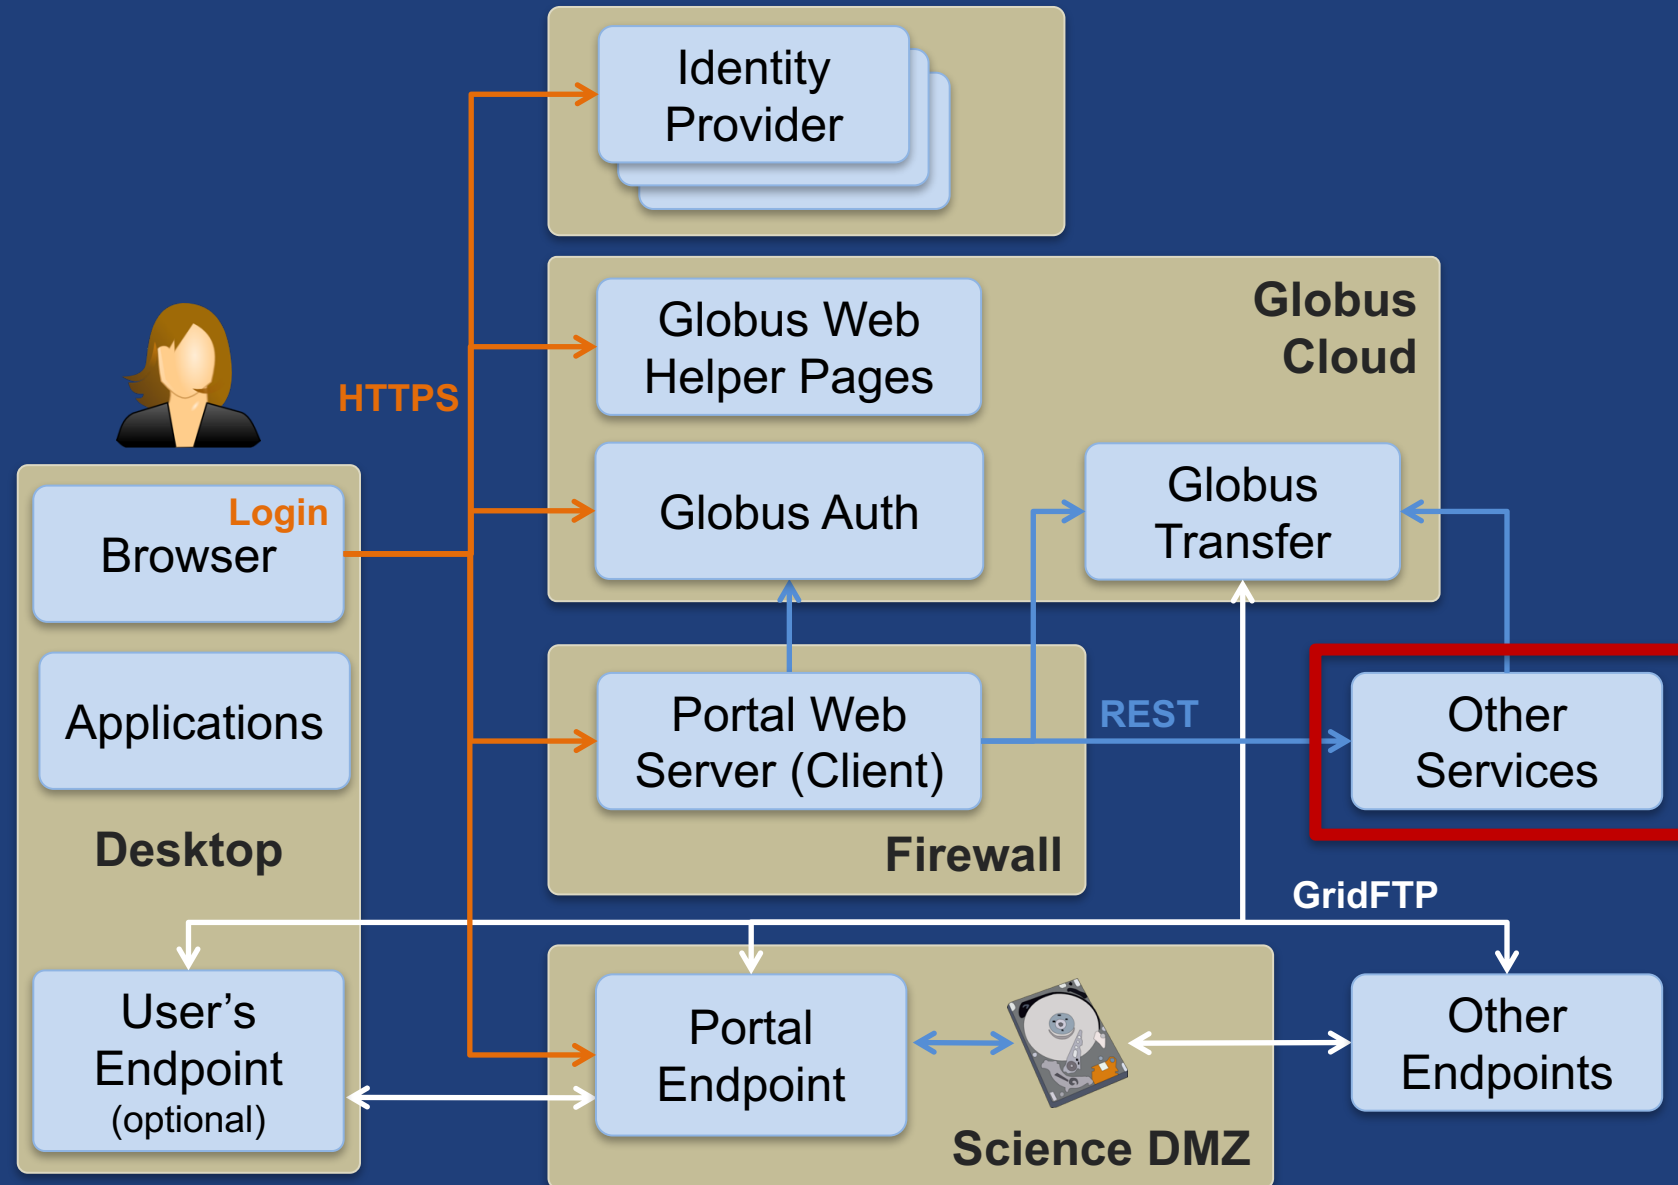 Identity
Provider
Globus
Cloud
Globus Web
Helper Pages
HTTPS
Login
Browser
Globus Auth
Globus
Transfer
Applications
Desktop
Portal Web
Server (Client)
Firewall
REST
Other
Services
GridFTP
User’s
Endpoint
(optional)
Portal
Endpoint
Science DMZ
Other
Endpoints